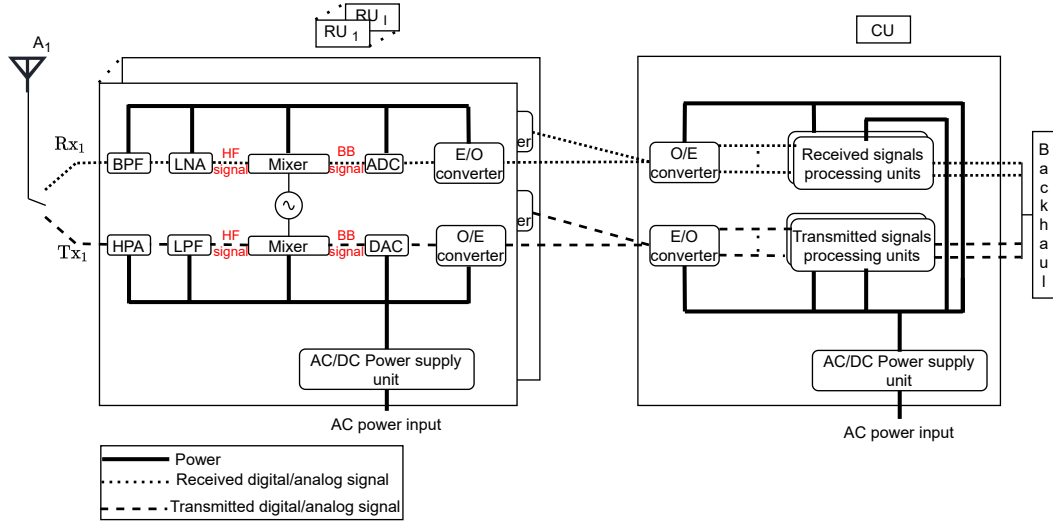 RU I
RU 1
CU
A1
Rx1
BPF
LNA
HF
signal
Mixer
BB
signal
ADC
E/O
converter
er
O/E
converter
Received signals
processing units
Backhaul
Tx1
HPA
LPF
HF
signal
Mixer
BB
signal
DAC
O/E
converter
er
E/O
converter
Transmitted signals
processing units
AC/DC Power supply
unit
AC/DC Power supply
unit
AC power input
AC power input
Power
Received digital/analog signal
Transmitted digital/analog signal